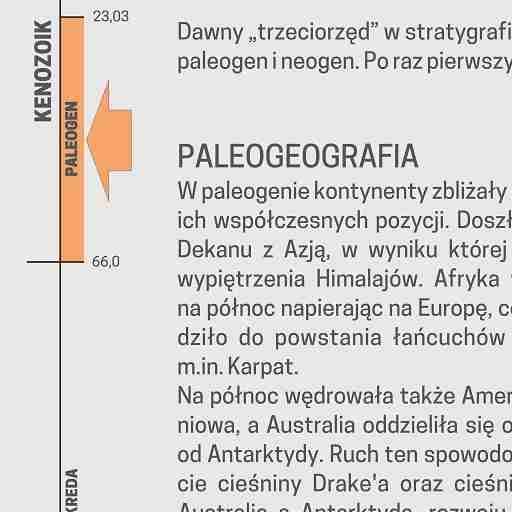 KENOZOIK
23,03
PALEOGEN
66,0
KREDA
Dawny „trzeciorzęd” w stratygrafi
paleogen i neogen. Po raz pierwszy
PALEOGEOGRAFIA
W paleogenie kontynenty zbliżały
ich współczesnych pozycji. Doszł
Dekanu z Azją, w wyniku której
wypiętrzenia Himalajów. Afryka
na północ napierając na Europę, c
dziło do powstania łańcuchów
m.in. Karpat.
Na północ wędrowała także Amer
niowa, a Australia oddzieliła się o
od Antarktydy. Ruch ten spowodo
cie cieśniny Drake'a oraz cieśni
Australią a Antarktydą, rozwoju